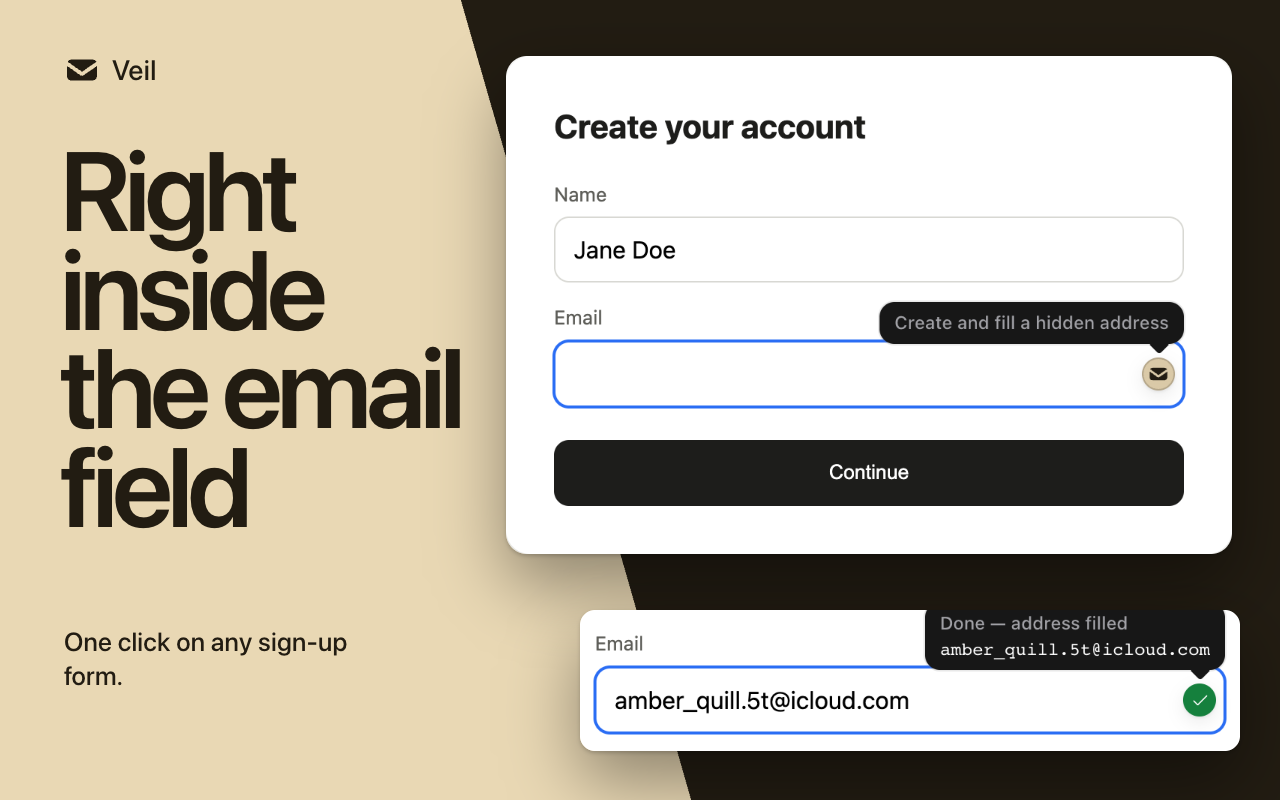 Veil
Right
inside
the email
field
One click on any sign-up
form.
Create your account
Name
Jane Doe
Email
Create and fill a hidden address
Continue
Email
Done — address filled
amber_quill.5t@icloud.com
amber_quill.5t@icloud.com